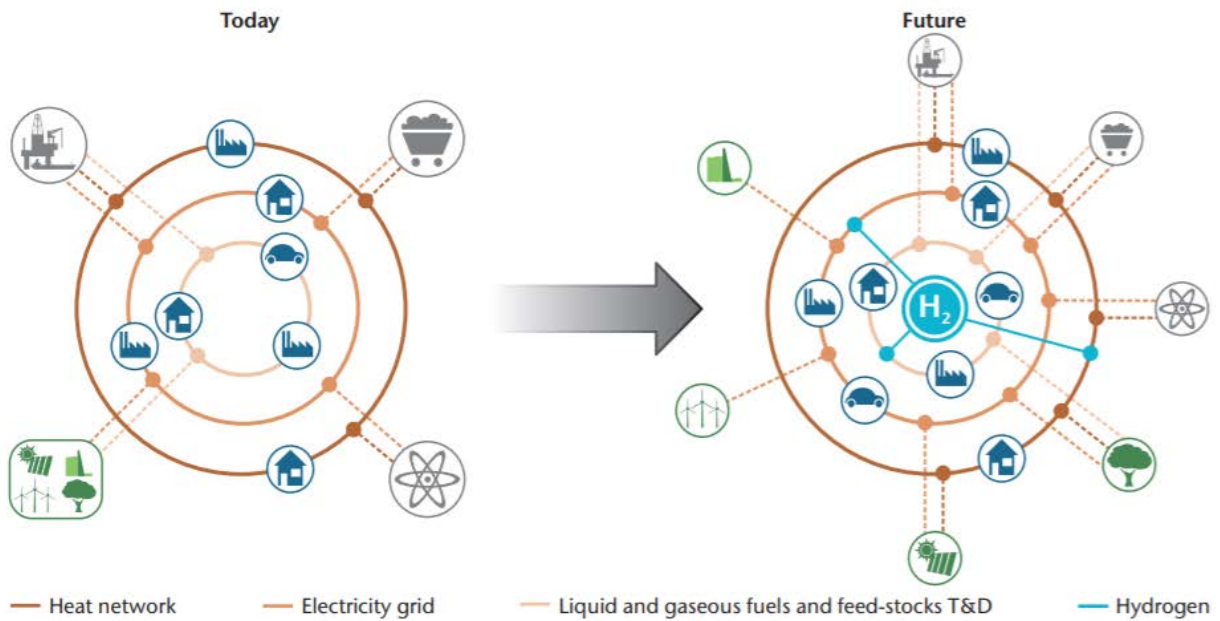 Today
Future
H₂
Heat network
Electricity grid
Liquid and gaseous fuels and feed-stocks T&D
Hydrogen